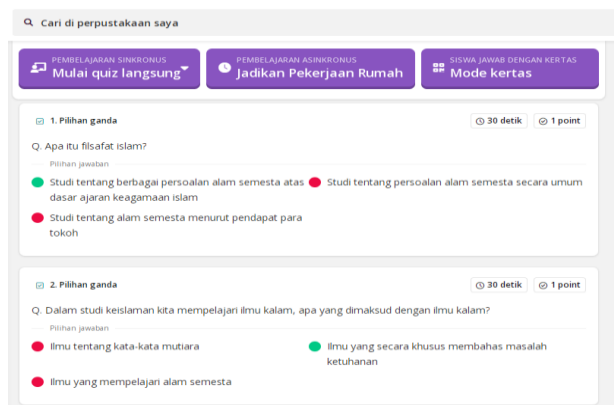 Cari di perpustakaan saya
PEMBELAJARAN SINKRONUS
Mulai quiz langsung
PEMBELAJARAN ASINKRONUS
Jadikan Pekerjaan Rumah
SISWA JAWAB DENGAN KERTAS
Mode kertas
1. Pilihan ganda
30 detik
1 point
Q. Apa itu filsafat islam?
Pilihan jawaban
Studi tentang berbagai persoalan alam semesta atas
dasar ajaran keagamaan islam
Studi tentang persoalan alam semesta secara umum
Studi tentang alam semesta menurut pendapat para
tokoh
2. Pilihan ganda
30 detik
1 point
Q. Dalam studi keislaman kita mempelajari ilmu kalam, apa yang dimaksud dengan ilmu kalam?
Pilihan jawaban
Ilmu tentang kata-kata mutiara
Ilmu yang secara khusus membahas masalah
ketuhanan
Ilmu yang mempelajari alam semesta